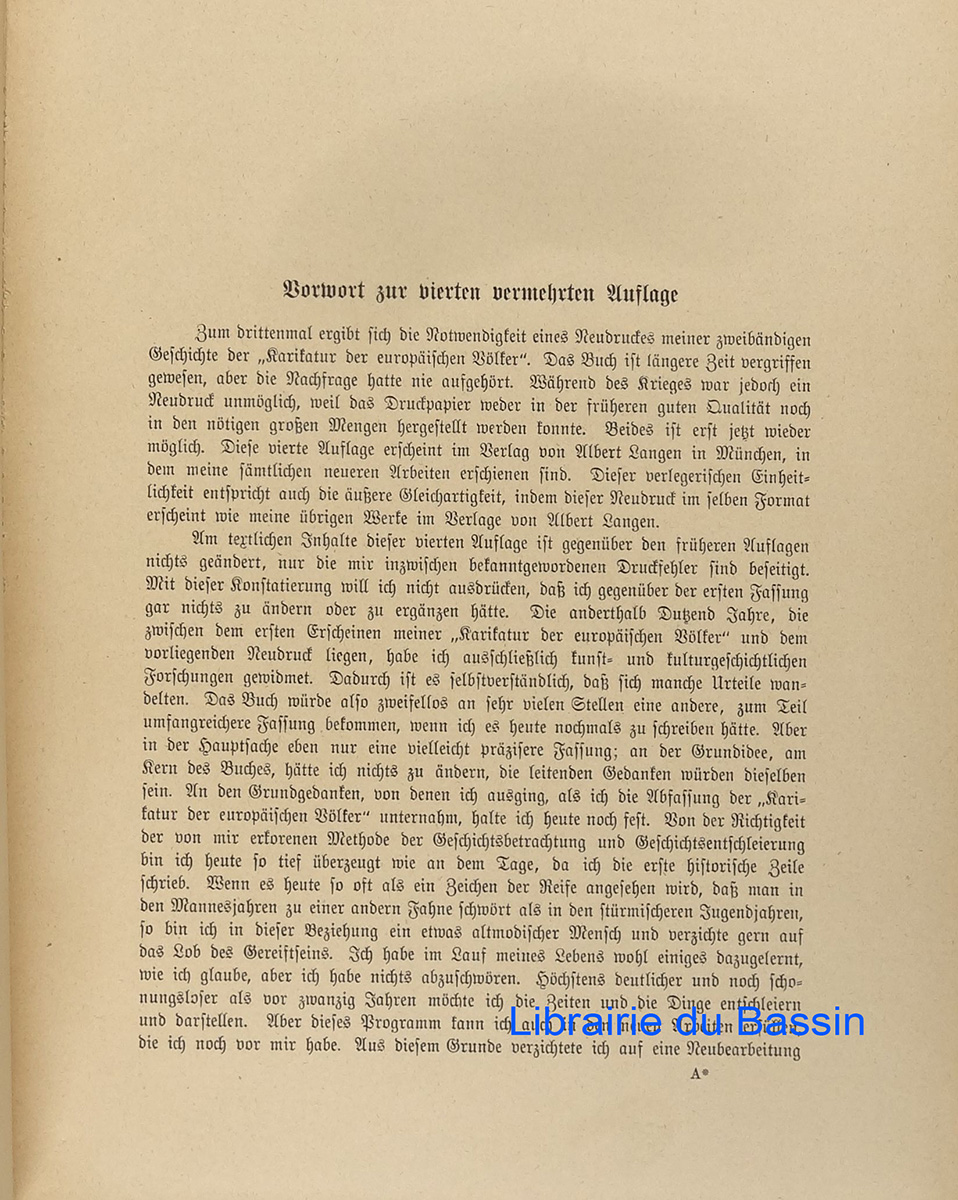 Vorwort zur vierten vermehrten Auflage
Zum drittenmal ergibt sich die Notwendigkeit eines Neudruckes meiner zweibändigen
Geschichte der „Karikatur der europäischen Völker“. Das Buch ist längere Zeit vergriffen
gewesen, aber die Nachfrage hatte nie aufgehört. Während des Krieges war jedoch ein
Neudruck unmöglich, weil das Druckpapier weder in der früheren guten Qualität noch
in den nötigen großen Mengen hergestellt werden konnte. Beides ist erst jetzt wieder
möglich. Diese vierte Auflage erscheint im Verlag von Albert Langen in München, in
dem meine sämtlichen neueren Arbeiten erschienen sind. Dieser verlegerischen Einheit-
lichkeit entspricht auch die äußere Gleichartigkeit, indem dieser Neudruck im selben Format
erscheint wie meine übrigen Werke im Verlage von Albert Langen.
Am textlichen Inhalte dieser vierten Auflage ist gegenüber den früheren Auflagen
nichts geändert, nur die mir inzwischen bekanntgewordenen Druckfehler sind beseitigt.
Mit dieser Konstatierung will ich nicht ausdrücken, daß ich gegenüber der ersten Fassung
gar nichts zu ändern oder zu ergänzen hätte. Die anderthalb Dutzend Jahre, die
zwischen dem ersten Erscheinen meiner „Karikatur der europäischen Völker“ und dem
vorliegenden Neudruck liegen, habe ich ausschließlich kunst- und kulturgeschichtlichen
Forschungen gewidmet. Dadurch ist es selbstverständlich, daß sich manche Urteile wan-
delten. Das Buch würde also zweifellos an sehr vielen Stellen eine andere, zum Teil
umfangreichere Fassung bekommen, wenn ich es heute nochmals zu schreiben hätte. Aber
in der Hauptsache eben nur eine vielleicht präzisere Fassung; an der Grundidee, am
Kern des Buches, hätte ich nichts zu ändern, die leitenden Gedanken würden dieselben
sein. An den Grundgedanken, von denen ich ausging, als ich die Abfassung der „Kari-
katur der europäischen Völker“ unternahm, halte ich heute noch fest. Von der Richtigkeit
der von mir erkorenen Methode der Geschichtsbetrachtung und Geschichtsentschleierung
bin ich heute so tief überzeugt wie an dem Tage, da ich die erste historische Zeile
schrieb. Wenn es heute so oft als ein Zeichen der Reife angesehen wird, daß man in
den Mannesjahren zu einer andern Fahne schwört als in den stürmischeren Jugendjahren,
so bin ich in dieser Beziehung ein etwas altmodischer Mensch und verzichte gern auf
das Lob des Gereiftseins. Ich habe im Lauf meines Lebens wohl einiges dazugelernt,
wie ich glaube, aber ich habe nichts abzuschwören. Höchstens deutlicher und noch scho-
nungsloser als vor zwanzig Jahren möchte ich die Zeiten und die Dinge entschleiern
und darstellen. Aber dieses Programm kann ich auch in den neuen Arbeiten erfüllen,
die ich noch vor mir habe. Aus diesem Grunde verzichtete ich auf eine Neubearbeitung
A*
Librairie du Bassin